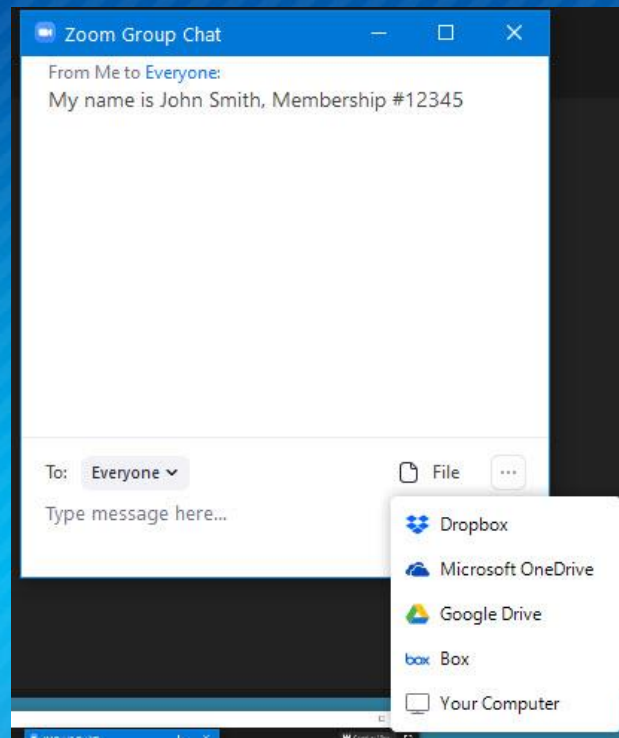 Zoom Group Chat
From Me to Everyone:
My name is John Smith, Membership #12345
To: Everyone
File
...
Type message here...
Dropbox
Microsoft OneDrive
Google Drive
box Box
Your Computer